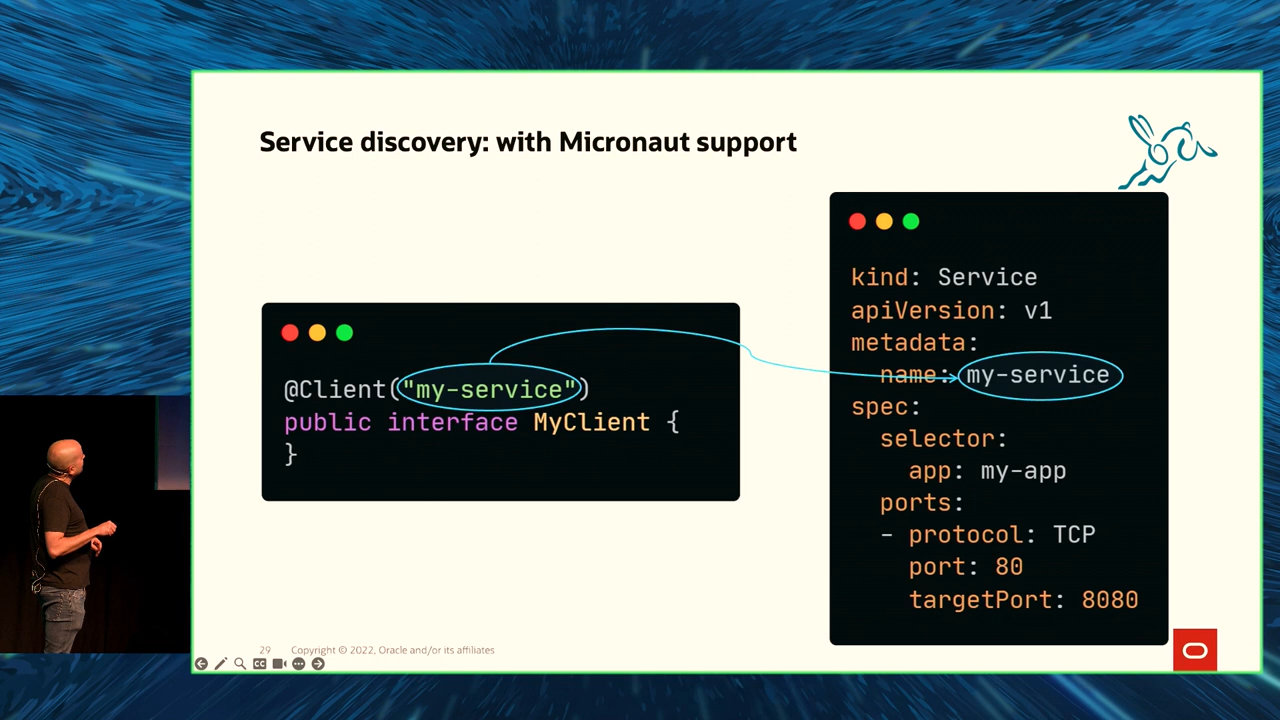 Service discovery: with Micronaut support
@Client("my-service")
public interface MyClient {
}
kind: Service
apiVersion: v1
metadata:
  name: my-service
spec:
  selector:
    app: my-app
  ports:
  - protocol: TCP
    port: 80
    targetPort: 8080
29 Copyright © 2022, Oracle and/or its affiliates
CC